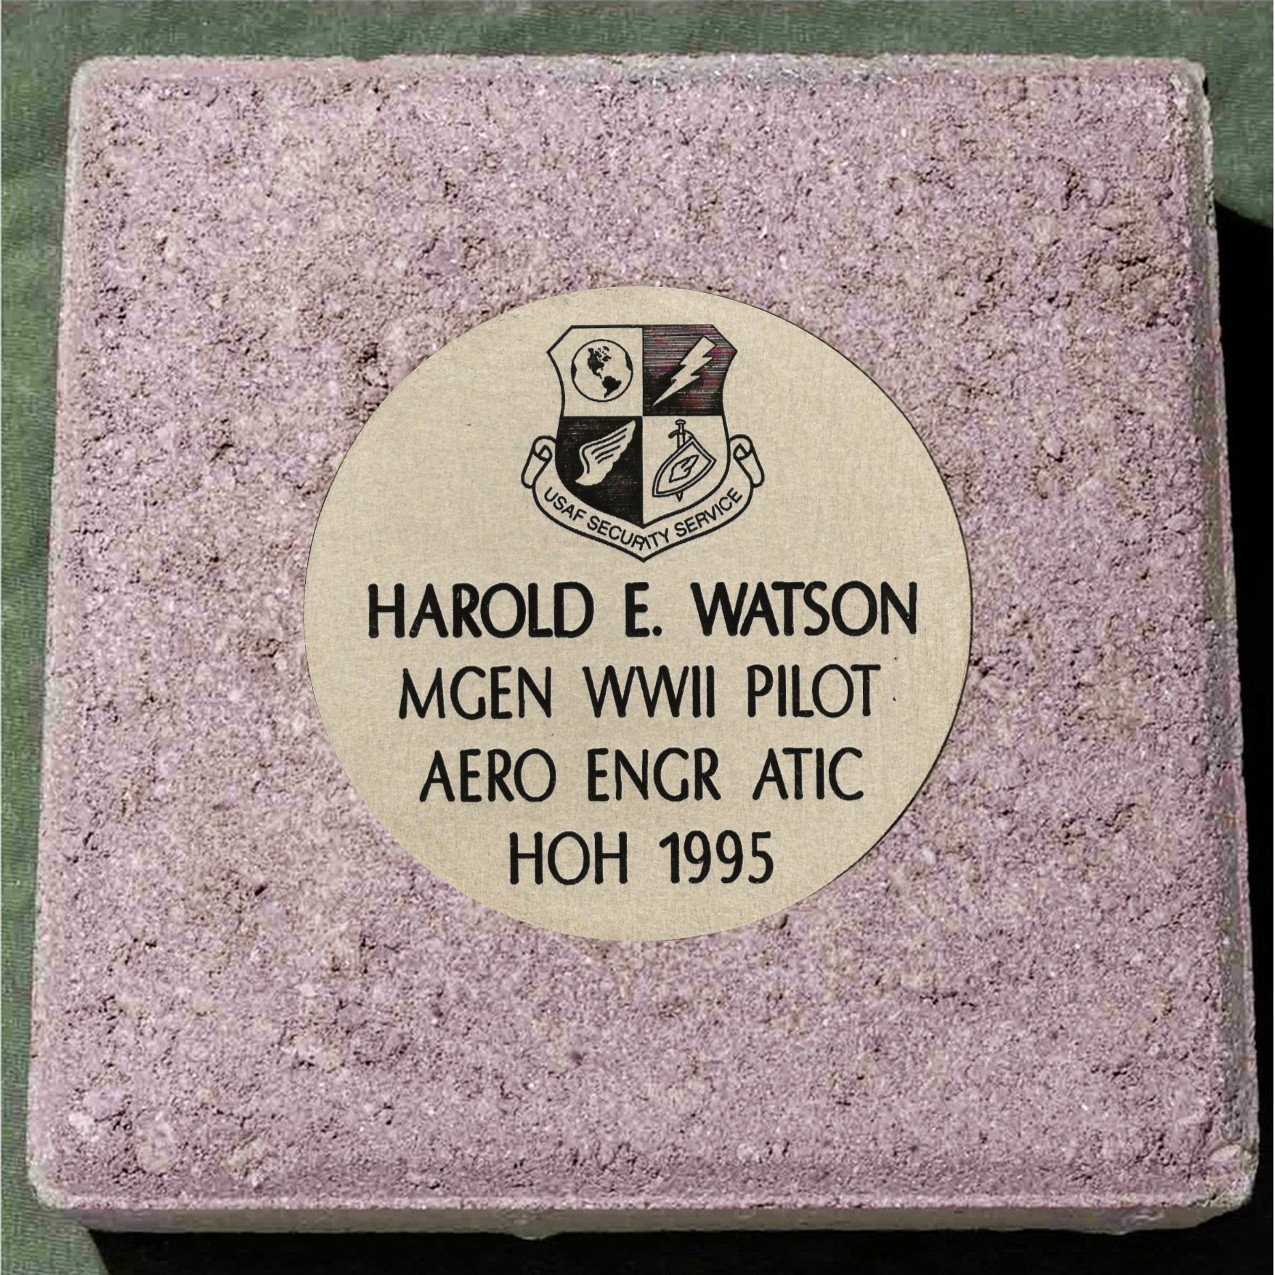 USAF SECURITY SERVICE
HAROLD E. WATSON
MGEN WWII PILOT
AERO ENGR ATIC
HOH 1995